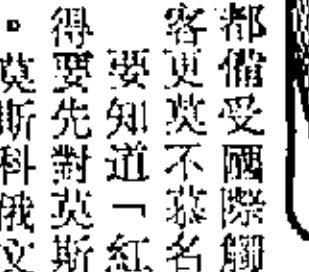 都備受國際矚
客更莫不慕名
要知道「紅
得要先對莫斯
。莫斯科俄文